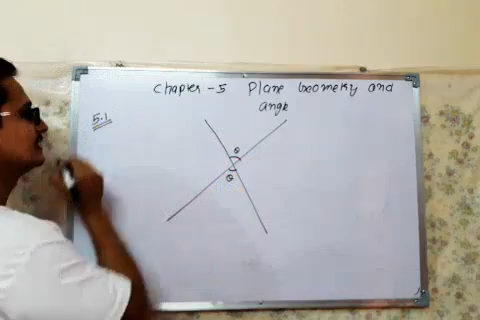 Chapter - 5 Plane Geometry and
angle
5.1
θ
θ